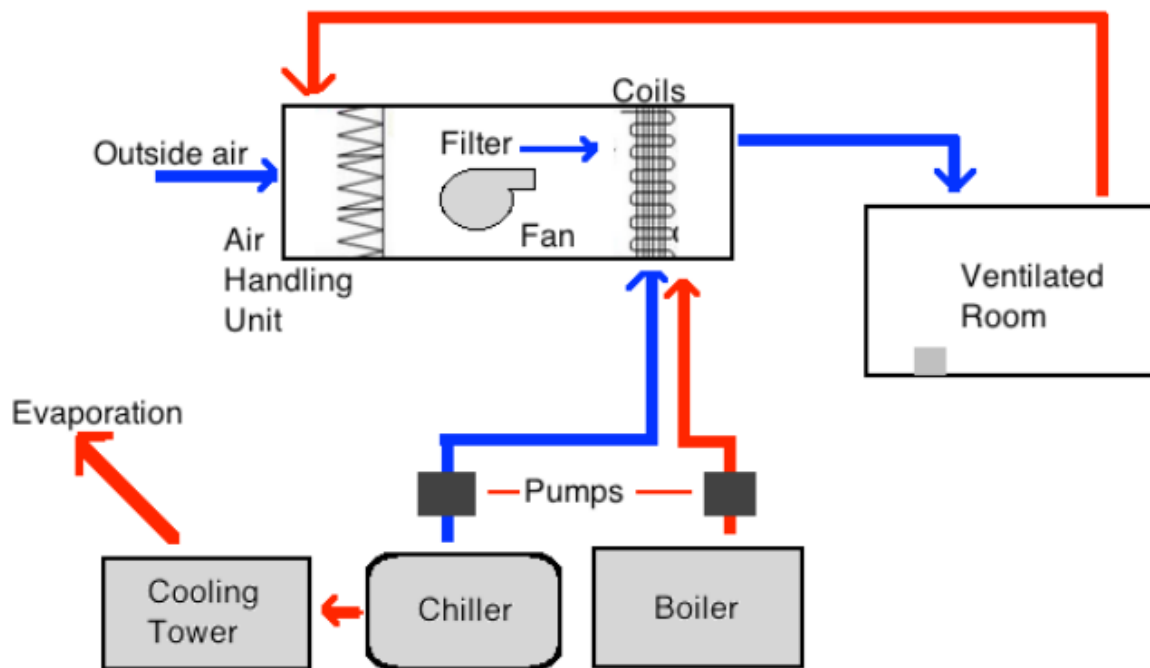 Coils
Outside air
Filter
Fan
Air
Handling
Unit
Ventilated
Room
Evaporation
Pumps
Cooling
Tower
Chiller
Boiler